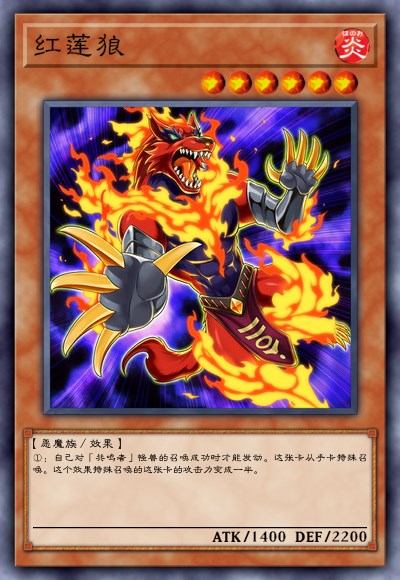 红莲狼
ほのお
炎
【恶魔族／效果】
①：自己对「共鸣者」怪兽的召唤成功时才能发动。这张卡从手卡特殊召
唤。这个效果特殊召唤的这张卡的攻击力变成一半。
ATK/1400 DEF/2200